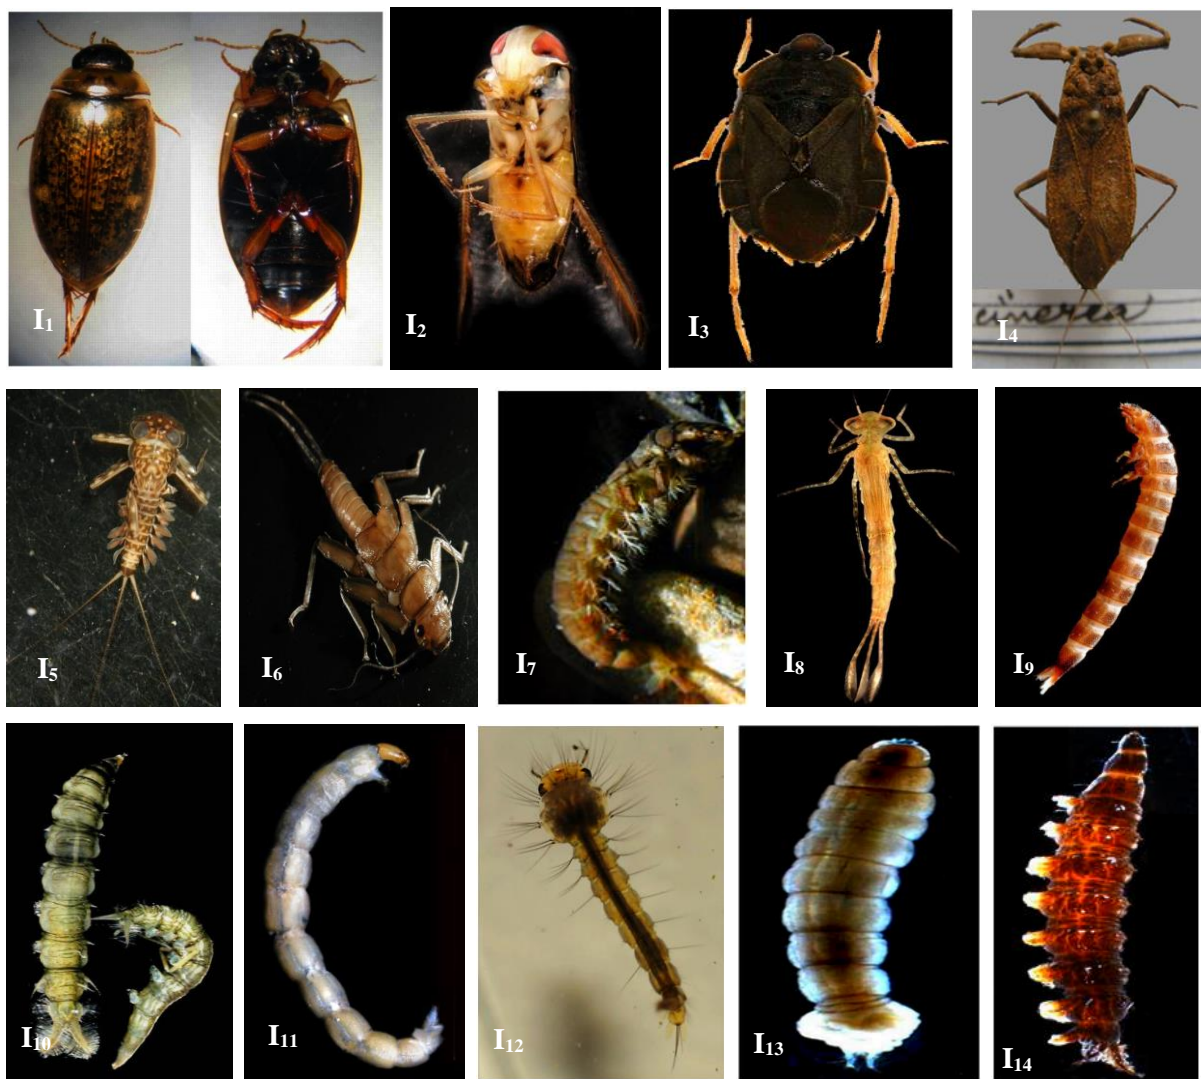 I₁
I₂
I₃
cinerea
I₄
I₅
I₆
I₇
I₈
I₉
I₁₀
I₁₁
I₁₂
I₁₃
I₁₄